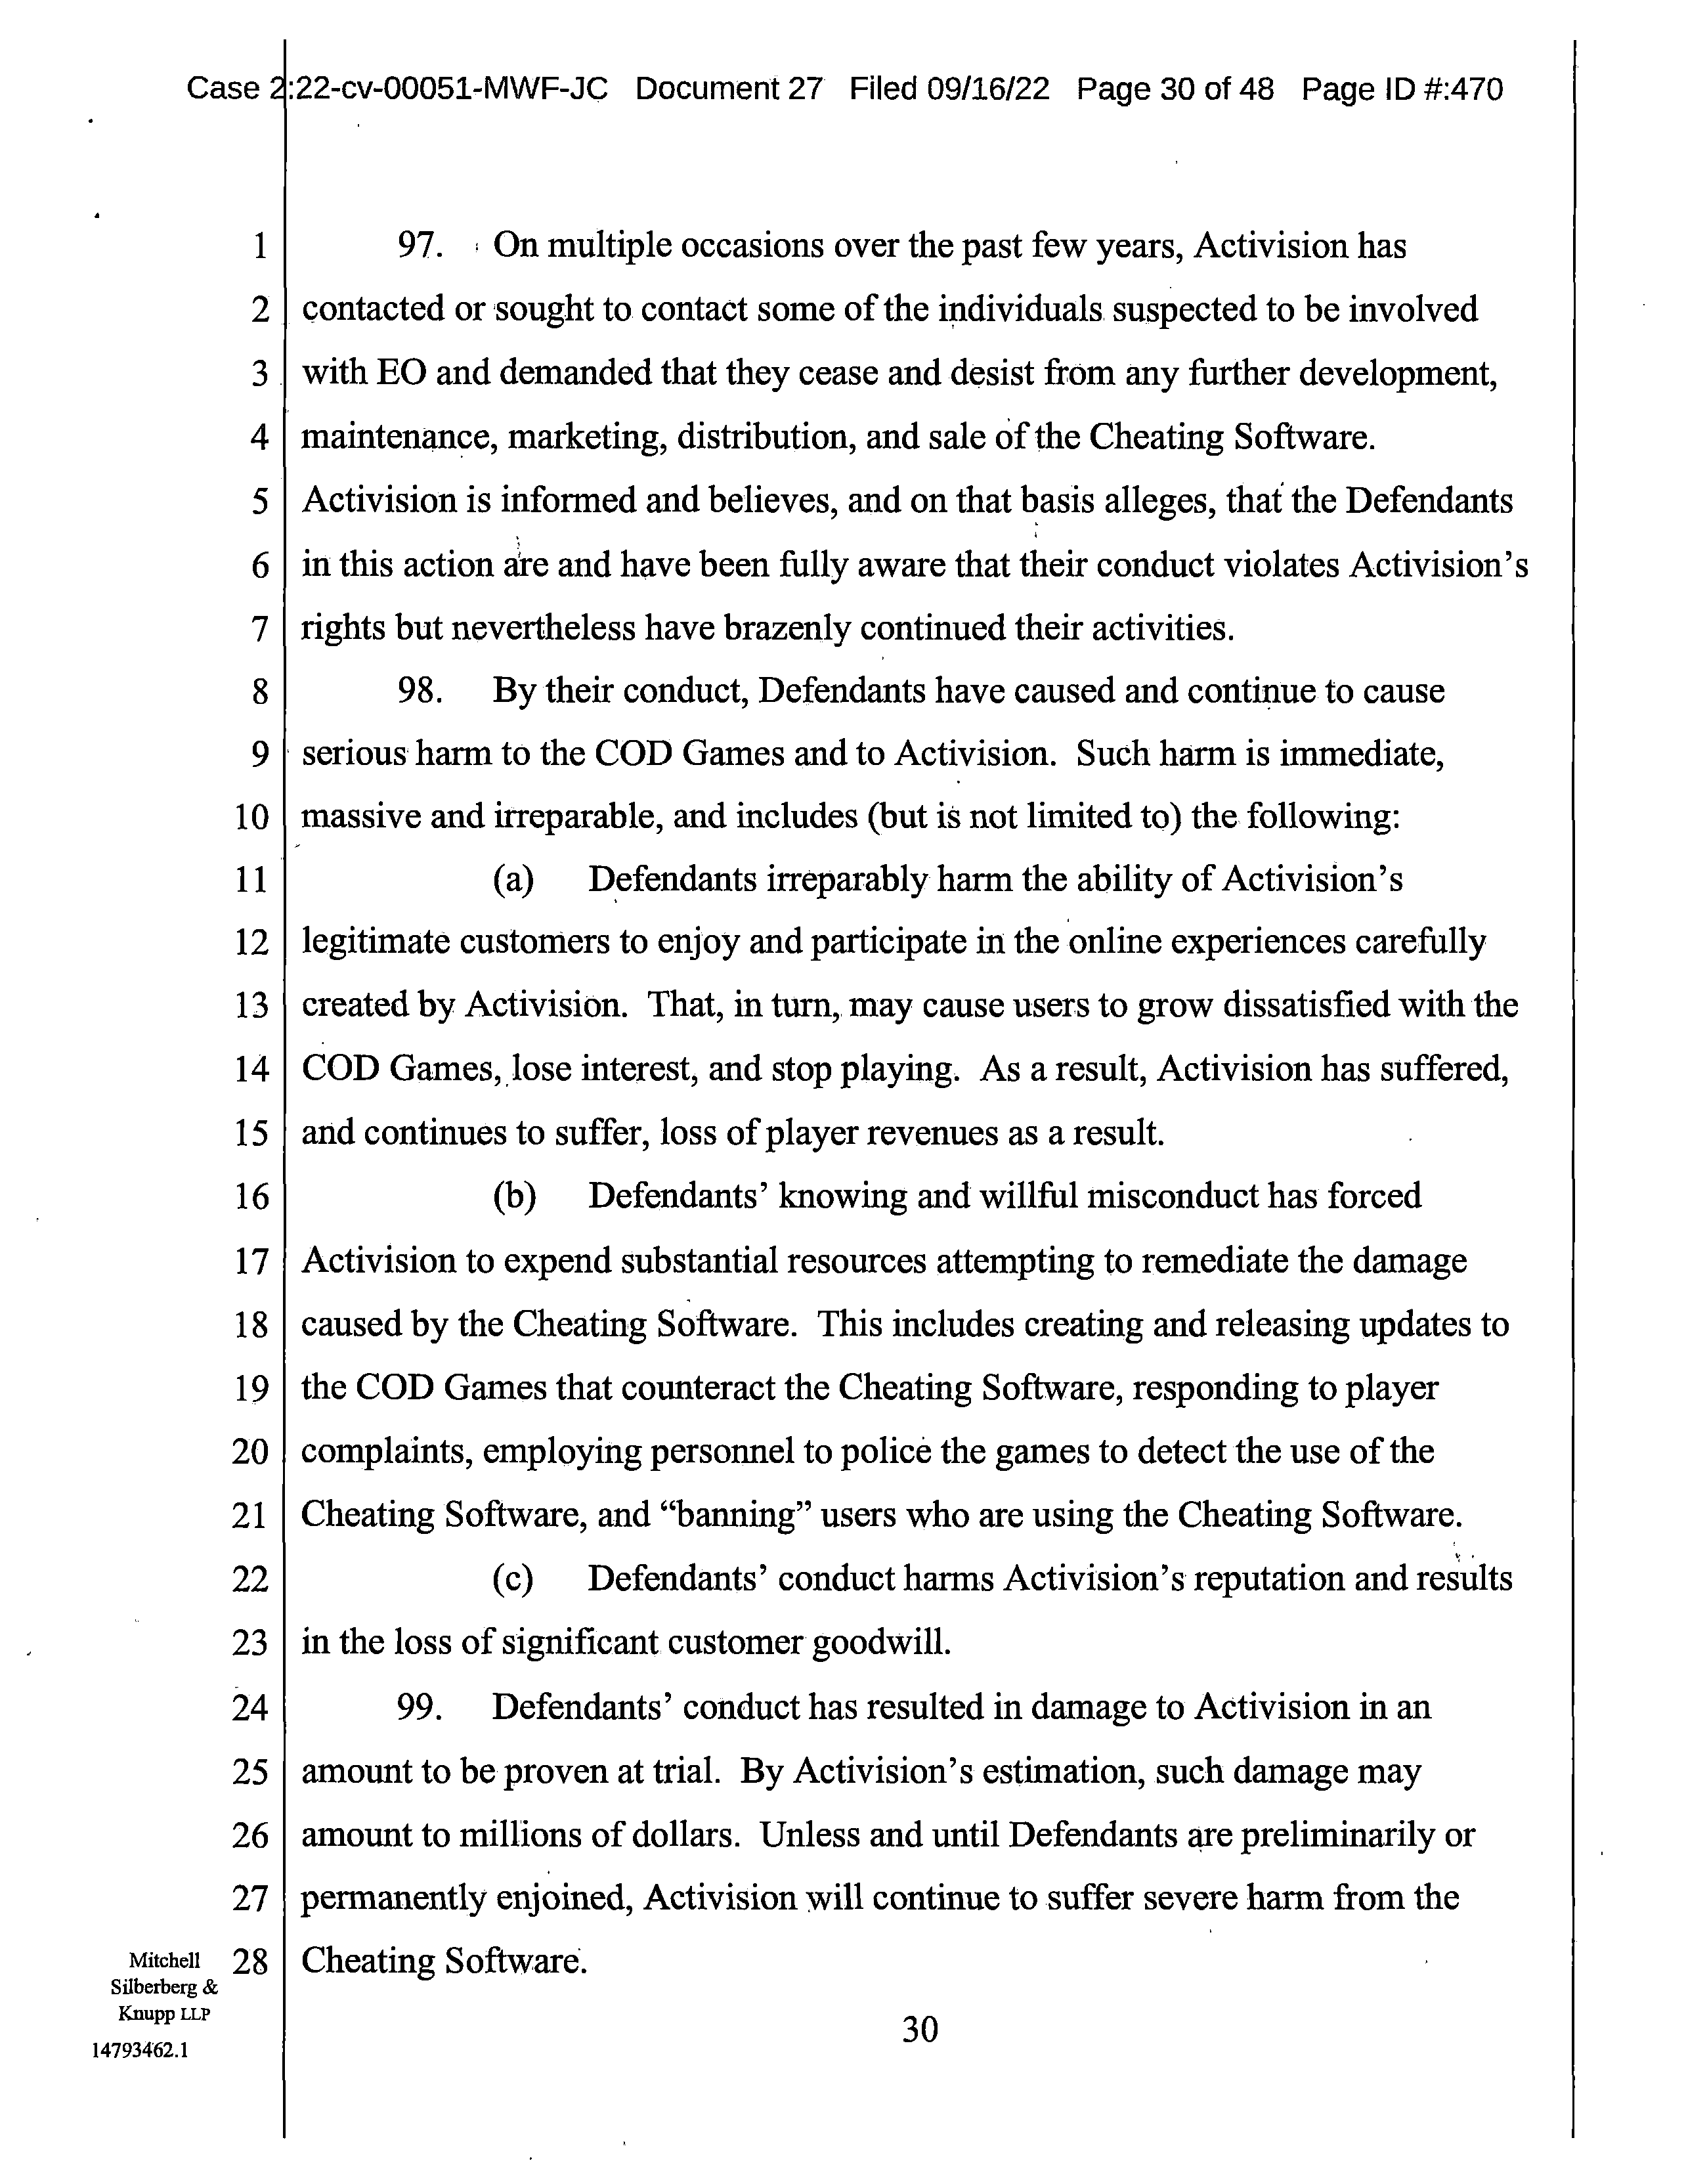 Case 2:22-cv-00051-MWF-JC Document 27 Filed 09/16/22 Page 30 of 48 Page ID #:470
1 97. On multiple occasions over the past few years, Activision has
2 contacted or sought to contact some of the individuals suspected to be involved
3 with EO and demanded that they cease and desist from any further development,
4 maintenance, marketing, distribution, and sale of the Cheating Software.
5 Activision is informed and believes, and on that basis alleges, that the Defendants
6 in this action are and have been fully aware that their conduct violates Activision's
7 rights but nevertheless have brazenly continued their activities.
8 98. By their conduct, Defendants have caused and continue to cause
9 serious harm to the COD Games and to Activision. Such harm is immediate,
10 massive and irreparable, and includes (but is not limited to) the following:
11 (a) Defendants irreparably harm the ability of Activision's
12 legitimate customers to enjoy and participate in the online experiences carefully
13 created by Activision. That, in turn, may cause users to grow dissatisfied with the
14 COD Games, lose interest, and stop playing. As a result, Activision has suffered,
15 and continues to suffer, loss of player revenues as a result.
16 (b) Defendants' knowing and willful misconduct has forced
17 Activision to expend substantial resources attempting to remediate the damage
18 caused by the Cheating Software. This includes creating and releasing updates to
19 the COD Games that counteract the Cheating Software, responding to player
20 complaints, employing personnel to police the games to detect the use of the
21 Cheating Software, and “banning” users who are using the Cheating Software.
22 (c) Defendants' conduct harms Activision's reputation and results
23 in the loss of significant customer goodwill.
24 99. Defendants' conduct has resulted in damage to Activision in an
25 amount to be proven at trial. By Activision's estimation, such damage may
26 amount to millions of dollars. Unless and until Defendants are preliminarily or
27 permanently enjoined, Activision will continue to suffer severe harm from the
28 Cheating Software.
Mitchell
Silberberg &
Knupp LLP
14793462.1
30